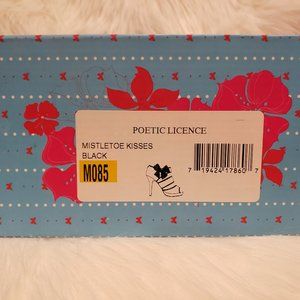 POETIC LICENCE
MISTLETOE KISSES
BLACK
M085
7 19424 17860 7